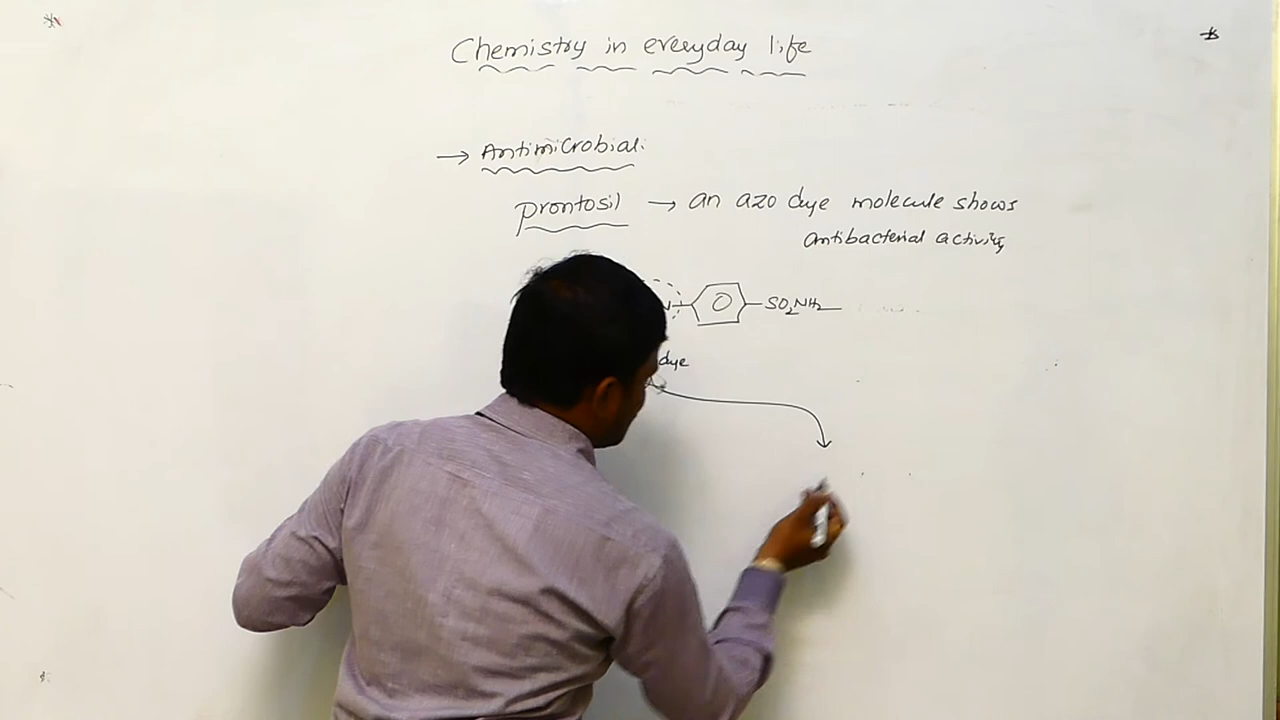 Chemistry in everyday life
→ Antimicrobial.
prontosil → an azo dye molecule shows
antibacterial activity
N - SO2NH2
dye